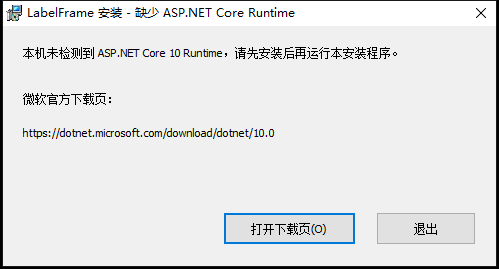 LabelFrame 安装 - 缺少 ASP.NET Core Runtime
本机未检测到 ASP.NET Core 10 Runtime，请先安装后再运行本安装程序。
微软官方下载页：
https://dotnet.microsoft.com/download/dotnet/10.0
打开下载页(O)
退出